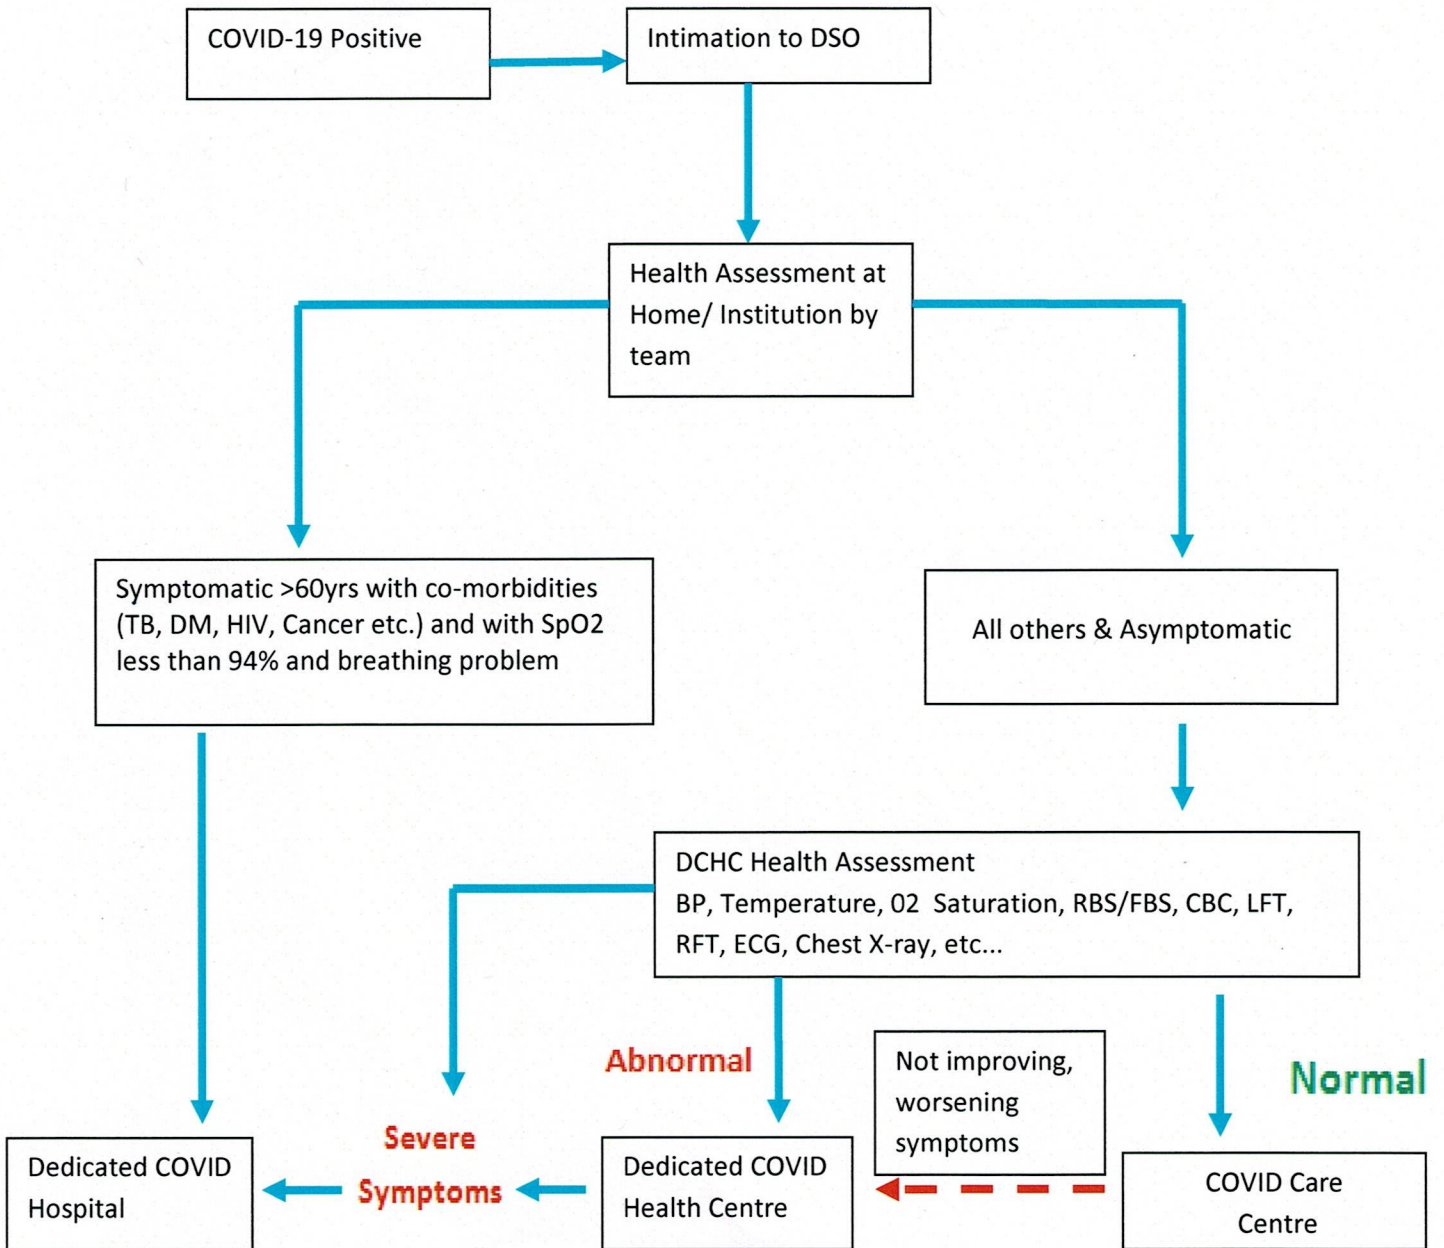 COVID-19 Positive
Intimation to DSO
Health Assessment at
Home/ Institution by
team
Symptomatic >60yrs with co-morbidities
(TB, DM, HIV, Cancer etc.) and with SpO2
less than 94% and breathing problem
All others & Asymptomatic
DCHC Health Assessment
BP, Temperature, 02 Saturation, RBS/FBS, CBC, LFT,
RFT, ECG, Chest X-ray, etc...
Abnormal
Not improving,
worsening
symptoms
Normal
Severe
Symptoms
Dedicated COVID
Hospital
Dedicated COVID
Health Centre
COVID Care
Centre